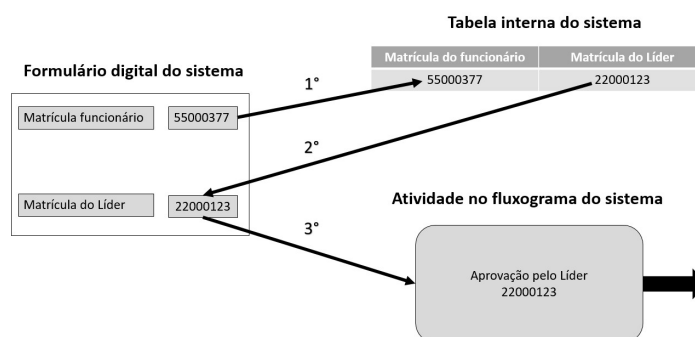 Tabela interna do sistema
Matrícula do funcionário Matrícula do Líder
55000377 22000123
Formulário digital do sistema
Matrícula funcionário 55000377
Matrícula do Líder 22000123
1°
2°
3°
Atividade no fluxograma do sistema
Aprovação pelo Líder
22000123